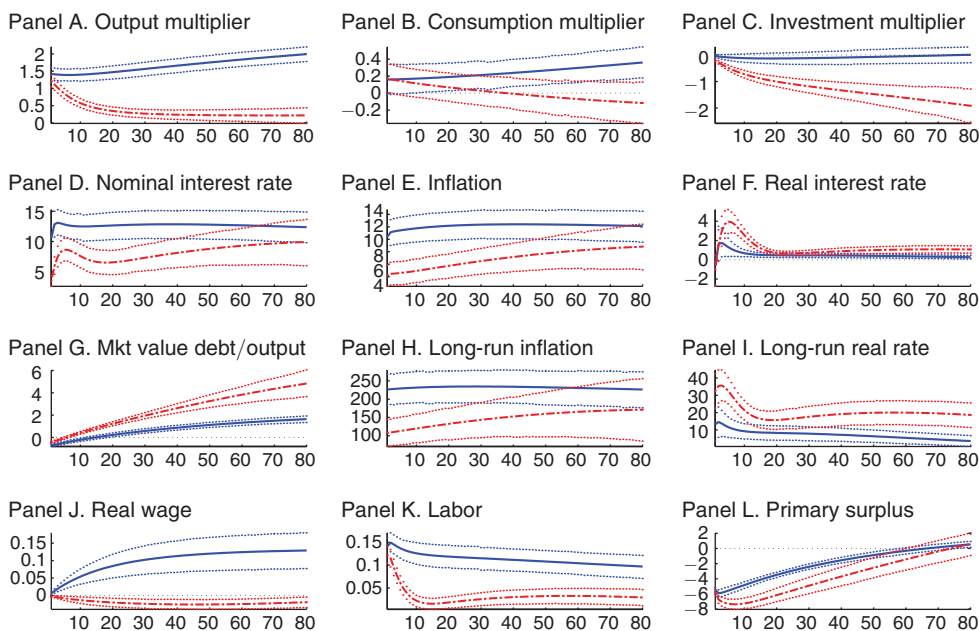 Panel A. Output multiplier
Panel B. Consumption multiplier
Panel C. Investment multiplier
2
1.5
1
0.5
0
10 20 30 40 50 60 70 80
0.4
0.2
0
−0.2
10 20 30 40 50 60 70 80
0
−1
−2
10 20 30 40 50 60 70 80
Panel D. Nominal interest rate
Panel E. Inflation
Panel F. Real interest rate
15
10
5
10 20 30 40 50 60 70 80
14
12
10
8
6
4
10 20 30 40 50 60 70 80
4
2
0
−2
10 20 30 40 50 60 70 80
Panel G. Mkt value debt/output
Panel H. Long-run inflation
Panel I. Long-run real rate
6
4
2
0
10 20 30 40 50 60 70 80
250
200
150
100
10 20 30 40 50 60 70 80
40
30
20
10
10 20 30 40 50 60 70 80
Panel J. Real wage
Panel K. Labor
Panel L. Primary surplus
0.15
0.1
0.05
0
10 20 30 40 50 60 70 80
0.15
0.1
0.05
10 20 30 40 50 60 70 80
2
0
−2
−4
−6
−8
10 20 30 40 50 60 70 80